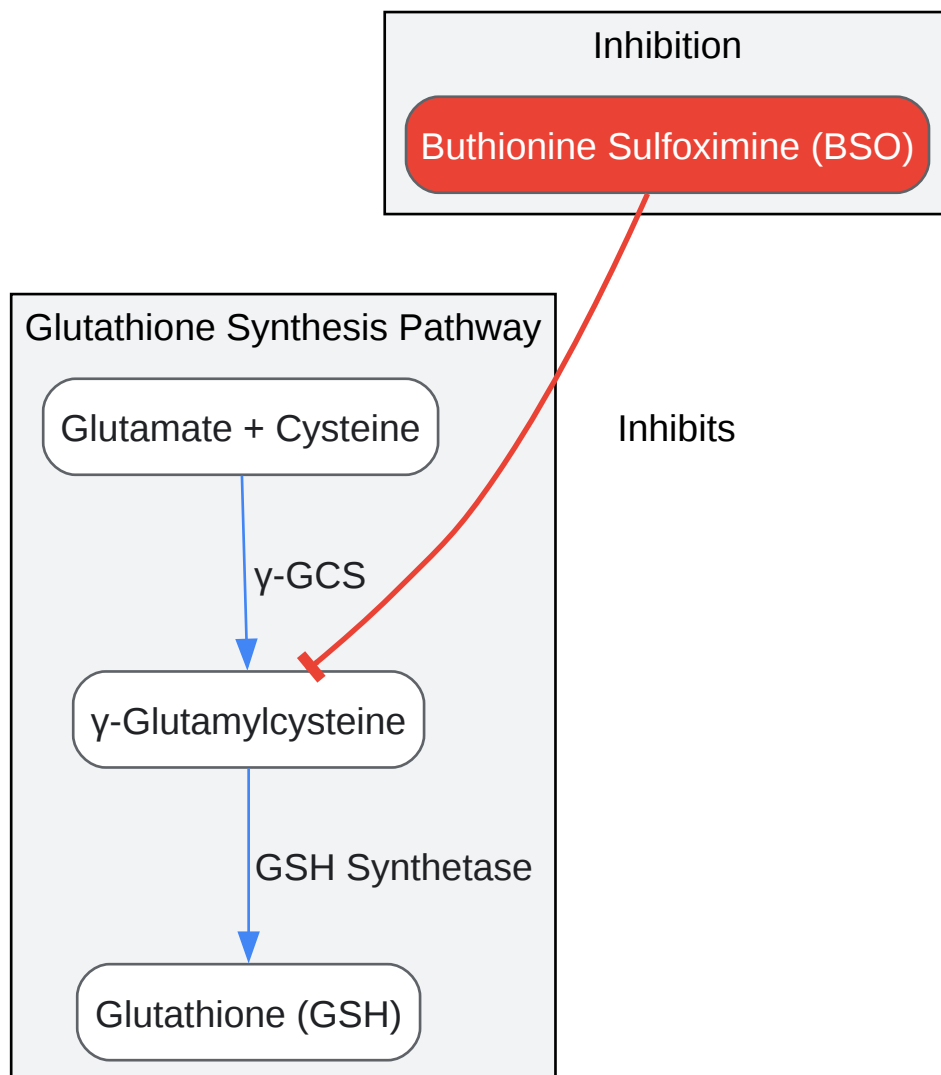 Inhibition
Buthionine Sulfoximine (BSO)
Glutathione Synthesis Pathway
Glutamate + Cysteine
Inhibits
γ-GCS
γ-Glutamylcysteine
GSH Synthetase
Glutathione (GSH)